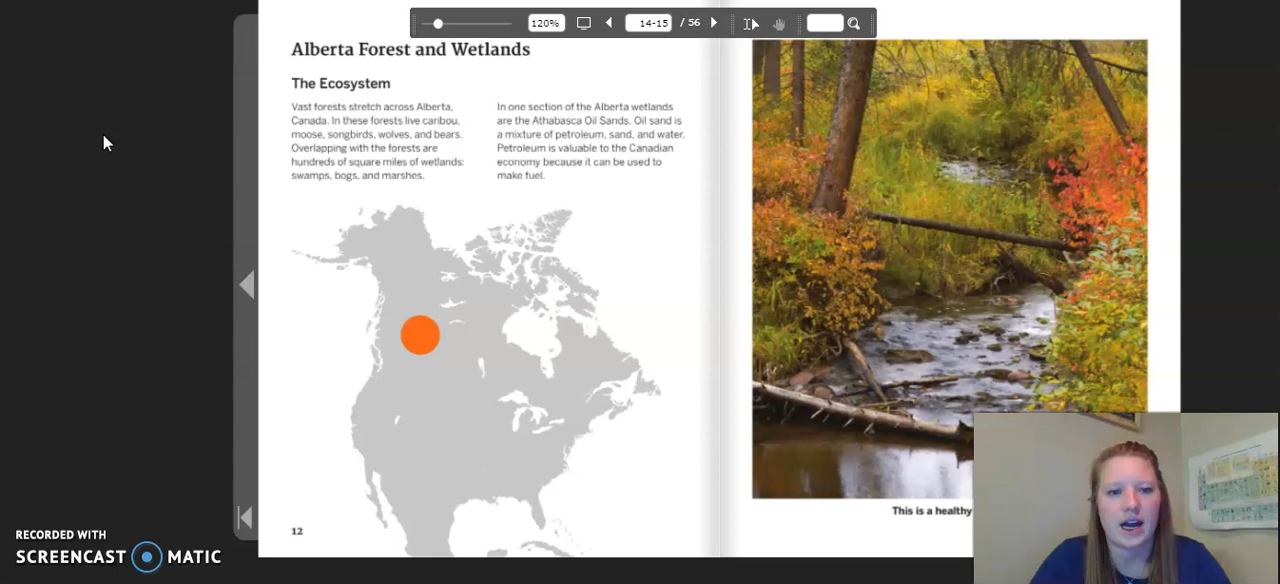 120%
14-15 / 56
Alberta Forest and Wetlands
The Ecosystem
Vast forests stretch across Alberta,
Canada. In these forests live caribou,
moose, songbirds, wolves, and bears.
Overlapping with the forests are
hundreds of square miles of wetlands:
swamps, bogs, and marshes.
In one section of the Alberta wetlands
are the Athabasca Oil Sands. Oil sand is
a mixture of petroleum, sand, and water.
Petroleum is valuable to the Canadian
economy because it can be used to
make fuel.
This is a healthy
12
RECORDED WITH
SCREENCAST MATIC